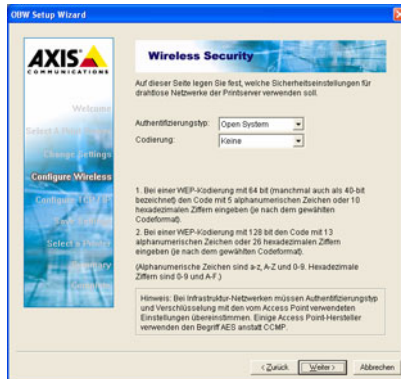 OBW Setup Wizard
AXIS
COMMUNICATIONS
Welcome
Change Settings
Configure Wireless
Select a Printer
Wireless Security
Auf dieser Seite legen Sie fest, welche Sicherheitseinstellungen für
drahtlose Netzwerke der Printserver verwenden soll.
Authentifizierungstyp: Open System
Codierung: Keine
1. Bei einer WEP-Kodierung mit 64 bit (manchmal auch als 40-bit
bezeichnet) den Code mit 5 alphanumerischen Zeichen oder 10
hexadezimalen Ziffern eingeben (je nach dem gewählten
Codeformat).
2. Bei einer WEP-Kodierung mit 128 bit den Code mit 13
alphanumerischen Zeichen oder 26 hexadezimalen Ziffern
eingeben (je nach dem gewählten Codeformat).
(Alphanumerische Zeichen sind a-z, A-Z und 0-9. Hexadezimale
Ziffern sind 0-9 und A-F.)
Hinweis: Bei Infrastruktur-Netzwerken müssen Authentifizierungstyp
und Verschlüsselung mit den vom Access Point verwendeten
Einstellungen übereinstimmen. Einige Access Point-Hersteller
verwenden den Begriff AES anstatt CCMP.
< Zurück Weiter > Abbrechen